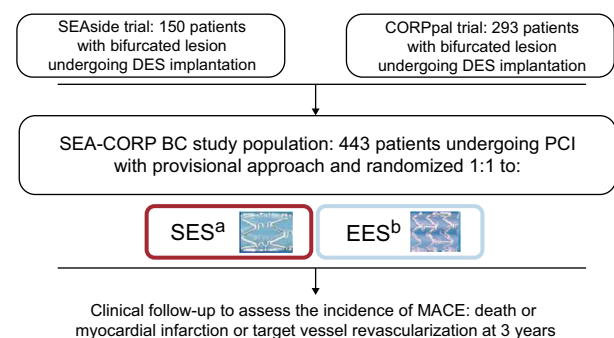 SEAside trial: 150 patients
with bifurcated lesion
undergoing DES implantation
CORPpal trial: 293 patients
with bifurcated lesion
undergoing DES implantation
SEA-CORP BC study population: 443 patients undergoing PCI
with provisional approach and randomized 1:1 to:
SESa
EESb
Clinical follow-up to assess the incidence of MACE: death or
myocardial infarction or target vessel revascularization at 3 years